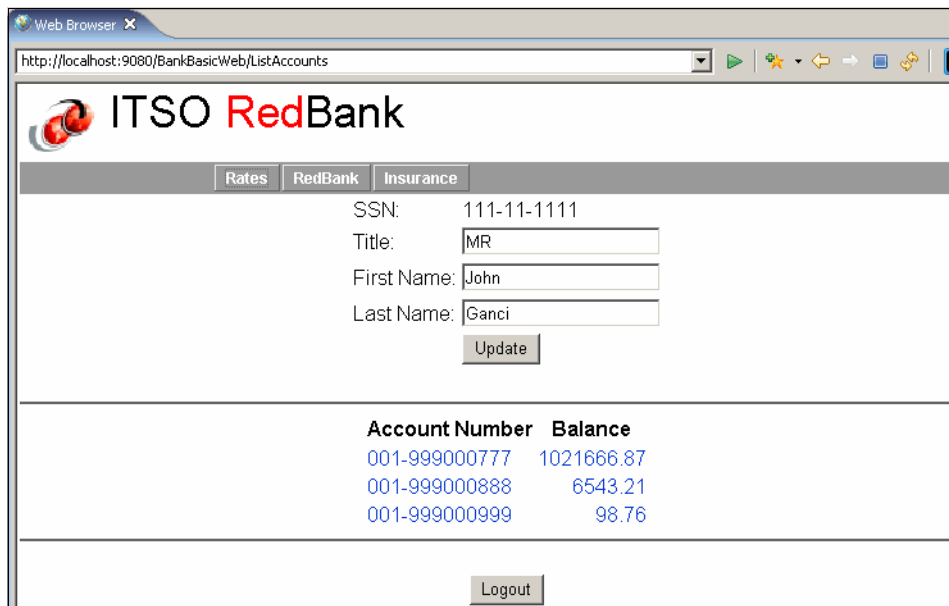 Web Browser X
http://localhost:9080/BankBasicWeb/ListAccounts
ITSO RedBank
Rates RedBank Insurance
SSN: 111-11-1111
Title: MR
First Name: John
Last Name: Ganci
Update
Account Number Balance
001-999000777 1021666.87
001-999000888 6543.21
001-999000999 98.76
Logout